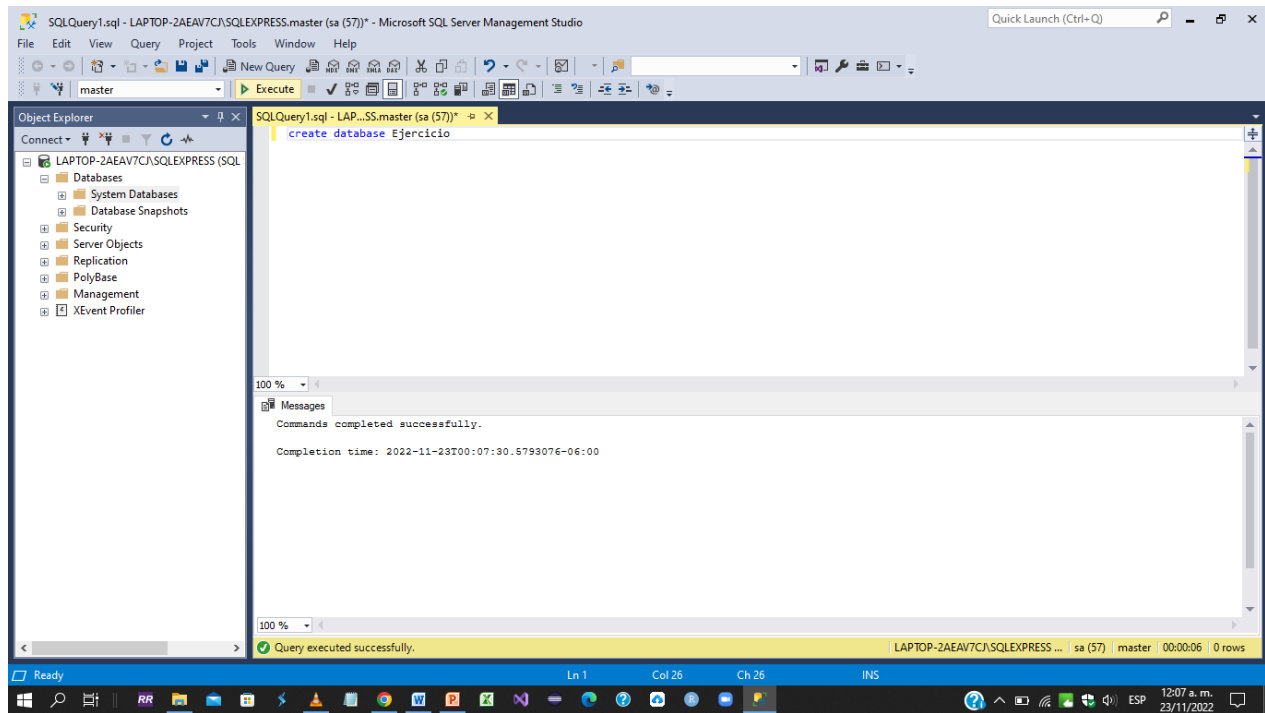 SQLQuery1.sql - LAPTOP-2AEAV7CJ\SQLEXPRESS.master (sa (57))* - Microsoft SQL Server Management Studio
Quick Launch (Ctrl+Q)
File Edit View Query Project Tools Window Help
New Query
MDX DMX XMLA DAX
master
Execute
Object Explorer
SQLQuery1.sql - LAP...SS.master (sa (57))*
Connect
create database Ejercicio
LAPTOP-2AEAV7CJ\SQLEXPRESS (SQL
Databases
System Databases
Database Snapshots
Security
Server Objects
Replication
PolyBase
Management
XEvent Profiler
100 %
Messages
Commands completed successfully.
Completion time: 2022-11-23T00:07:30.5793076-06:00
100 %
Query executed successfully.
LAPTOP-2AEAV7CJ\SQLEXPRESS ... sa (57) master 00:00:06 0 rows
Ready
Ln 1 Col 26 Ch 26 INS
RR
ESP
12:07 a. m.
23/11/2022